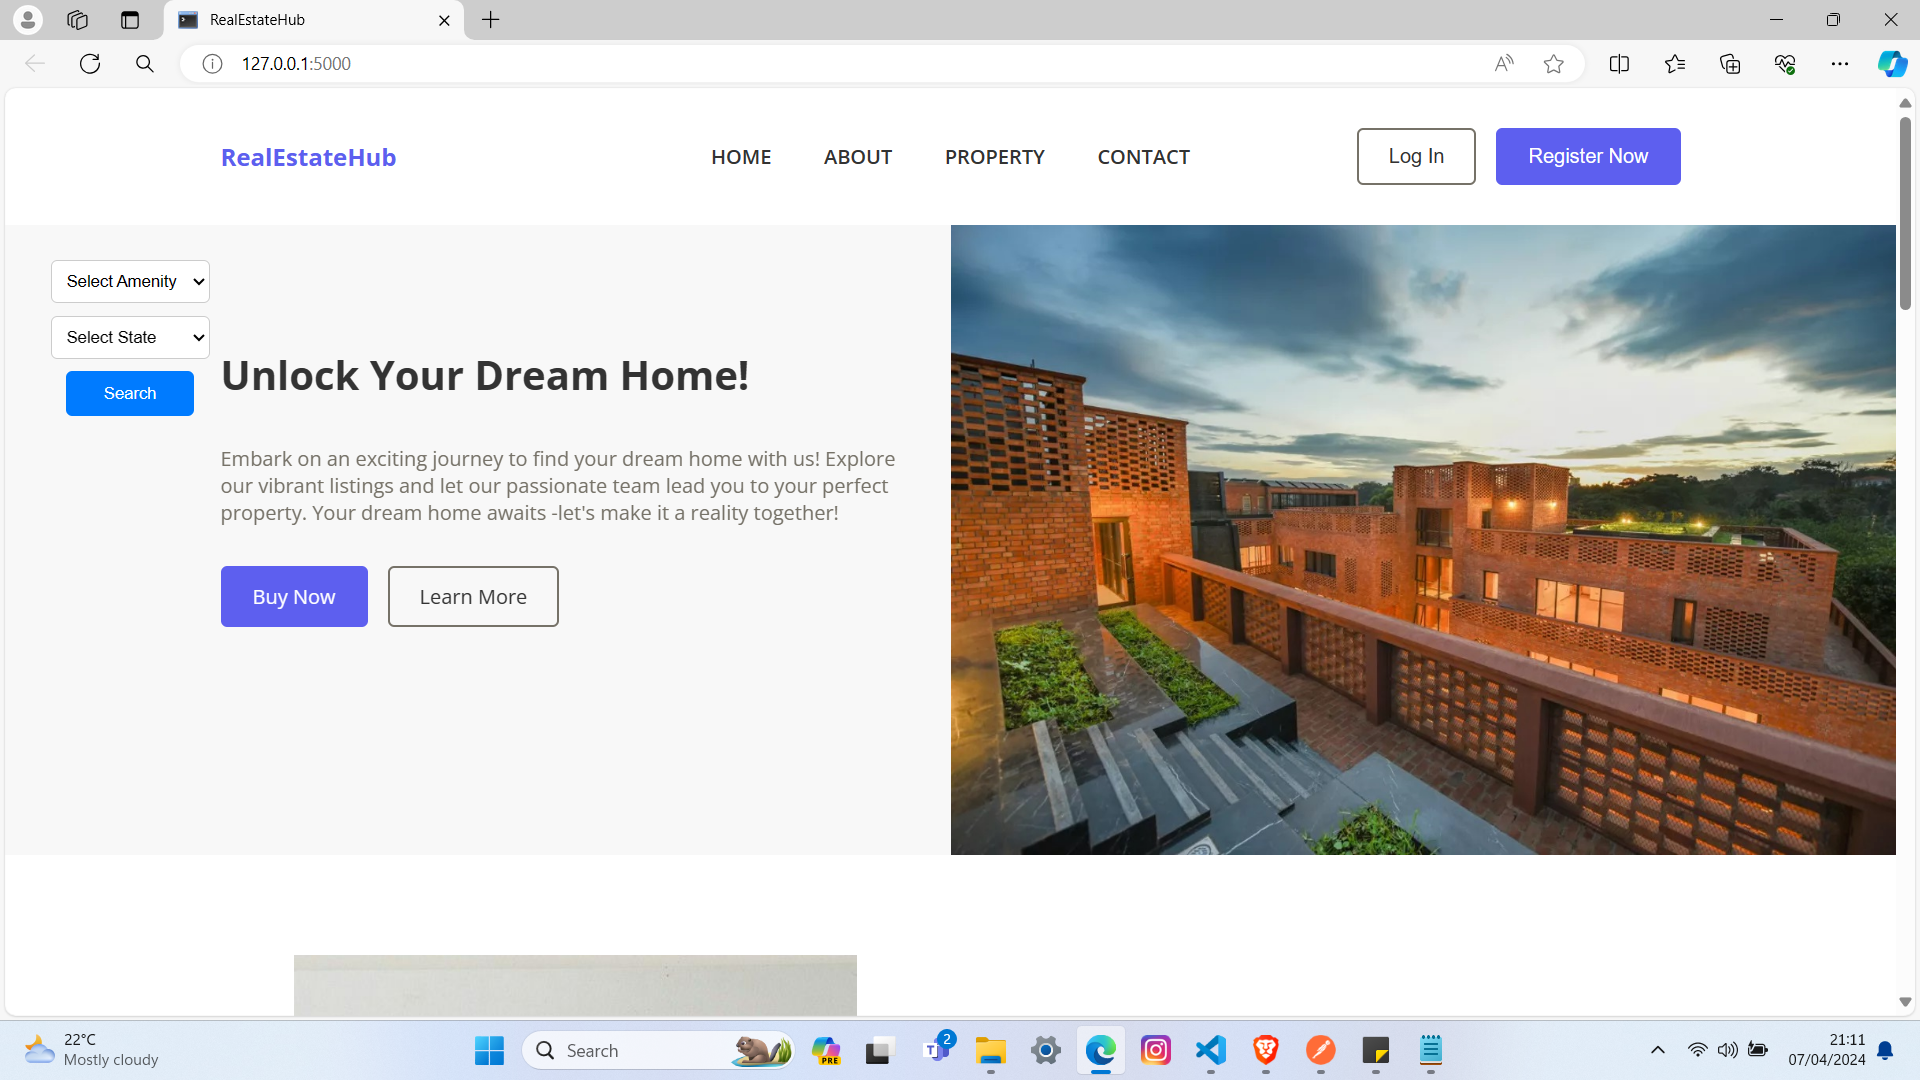 RealEstateHub
127.0.0.1:5000
RealEstateHub
HOME ABOUT PROPERTY CONTACT
Log In
Register Now
Select Amenity
Select State
Search
Unlock Your Dream Home!
Embark on an exciting journey to find your dream home with us! Explore
our vibrant listings and let our passionate team lead you to your perfect
property. Your dream home awaits -let's make it a reality together!
Buy Now
Learn More
22°C
Mostly cloudy
Search
PRE
2
21:11
07/04/2024